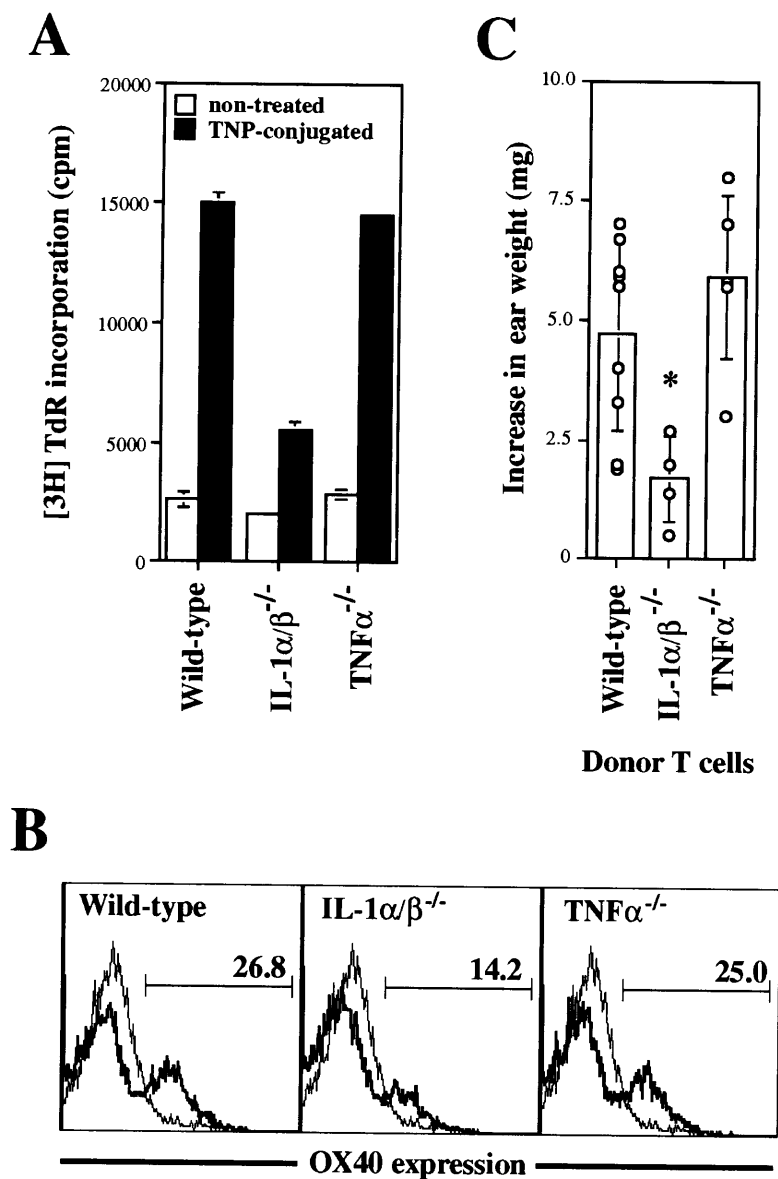 A
[3H] TdR incorporation (cpm)
20000
15000
10000
5000
0
non-treated
TNP-conjugated
Wild-type
IL-1α/β-/-
TNFα-/-
C
Increase in ear weight (mg)
10.0
7.5
5.0
2.5
0
*
Wild-type
IL-1α/β-/-
TNFα-/-
Donor T cells
B
Wild-type
26.8
IL-1α/β-/-
14.2
TNFα-/-
25.0
OX40 expression